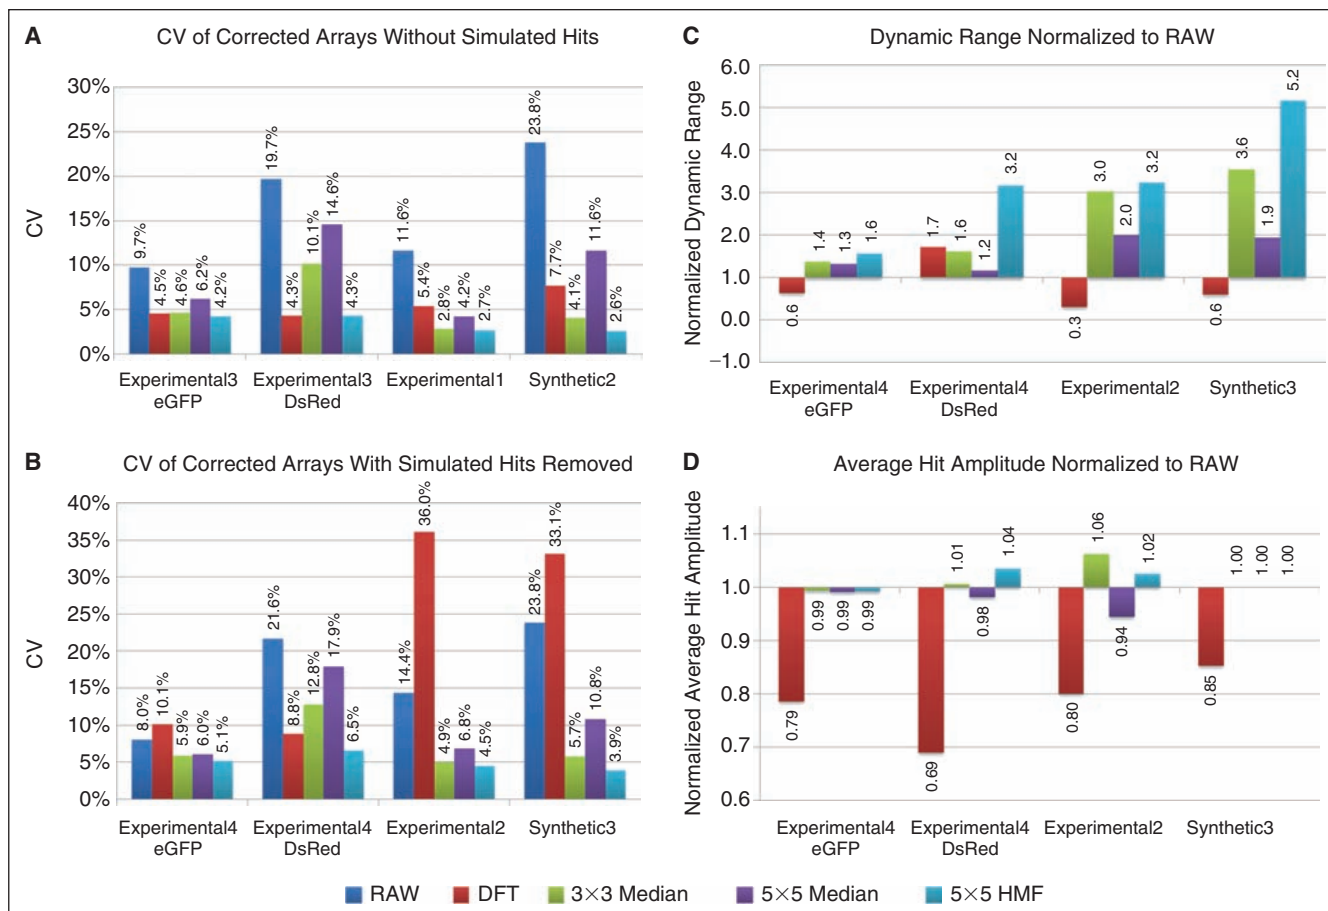 A CV of Corrected Arrays Without Simulated Hits
CV
30%
25%
20%
15%
10%
5%
0%
9.7% 4.5% 4.6% 6.2% 4.2%
19.7% 4.3% 10.1% 14.6% 4.3%
11.6% 5.4% 2.8% 4.2% 2.7%
23.8% 7.7% 4.1% 11.6% 2.6%
Experimental3 Experimental3 Experimental1 Synthetic2
eGFP DsRed
C Dynamic Range Normalized to RAW
Normalized Dynamic Range
6.0
5.0
4.0
3.0
2.0
1.0
0.0
−1.0
0.6 1.4 1.3 1.6
1.7 1.6 1.2 3.2
0.3 3.0 2.0 3.2
0.6 3.6 1.9 5.2
Experimental4 Experimental4 Experimental2 Synthetic3
eGFP DsRed
B CV of Corrected Arrays With Simulated Hits Removed
CV
40%
35%
30%
25%
20%
15%
10%
5%
0%
8.0% 10.1% 5.9% 6.0% 5.1%
21.6% 8.8% 12.8% 17.9% 6.5%
14.4% 36.0% 4.9% 6.8% 4.5%
23.8% 33.1% 5.7% 10.8% 3.9%
Experimental4 Experimental4 Experimental2 Synthetic3
eGFP DsRed
D Average Hit Amplitude Normalized to RAW
Normalized Average Hit Amplitude
1.1
1.0
0.9
0.8
0.7
0.6
0.79 0.99 0.99 0.99
0.69 1.01 0.98 1.04
0.80 1.06 0.94 1.02
0.85 1.00 1.00 1.00
Experimental4 Experimental4 Experimental2 Synthetic3
eGFP DsRed
RAW DFT 3×3 Median 5×5 Median 5×5 HMF